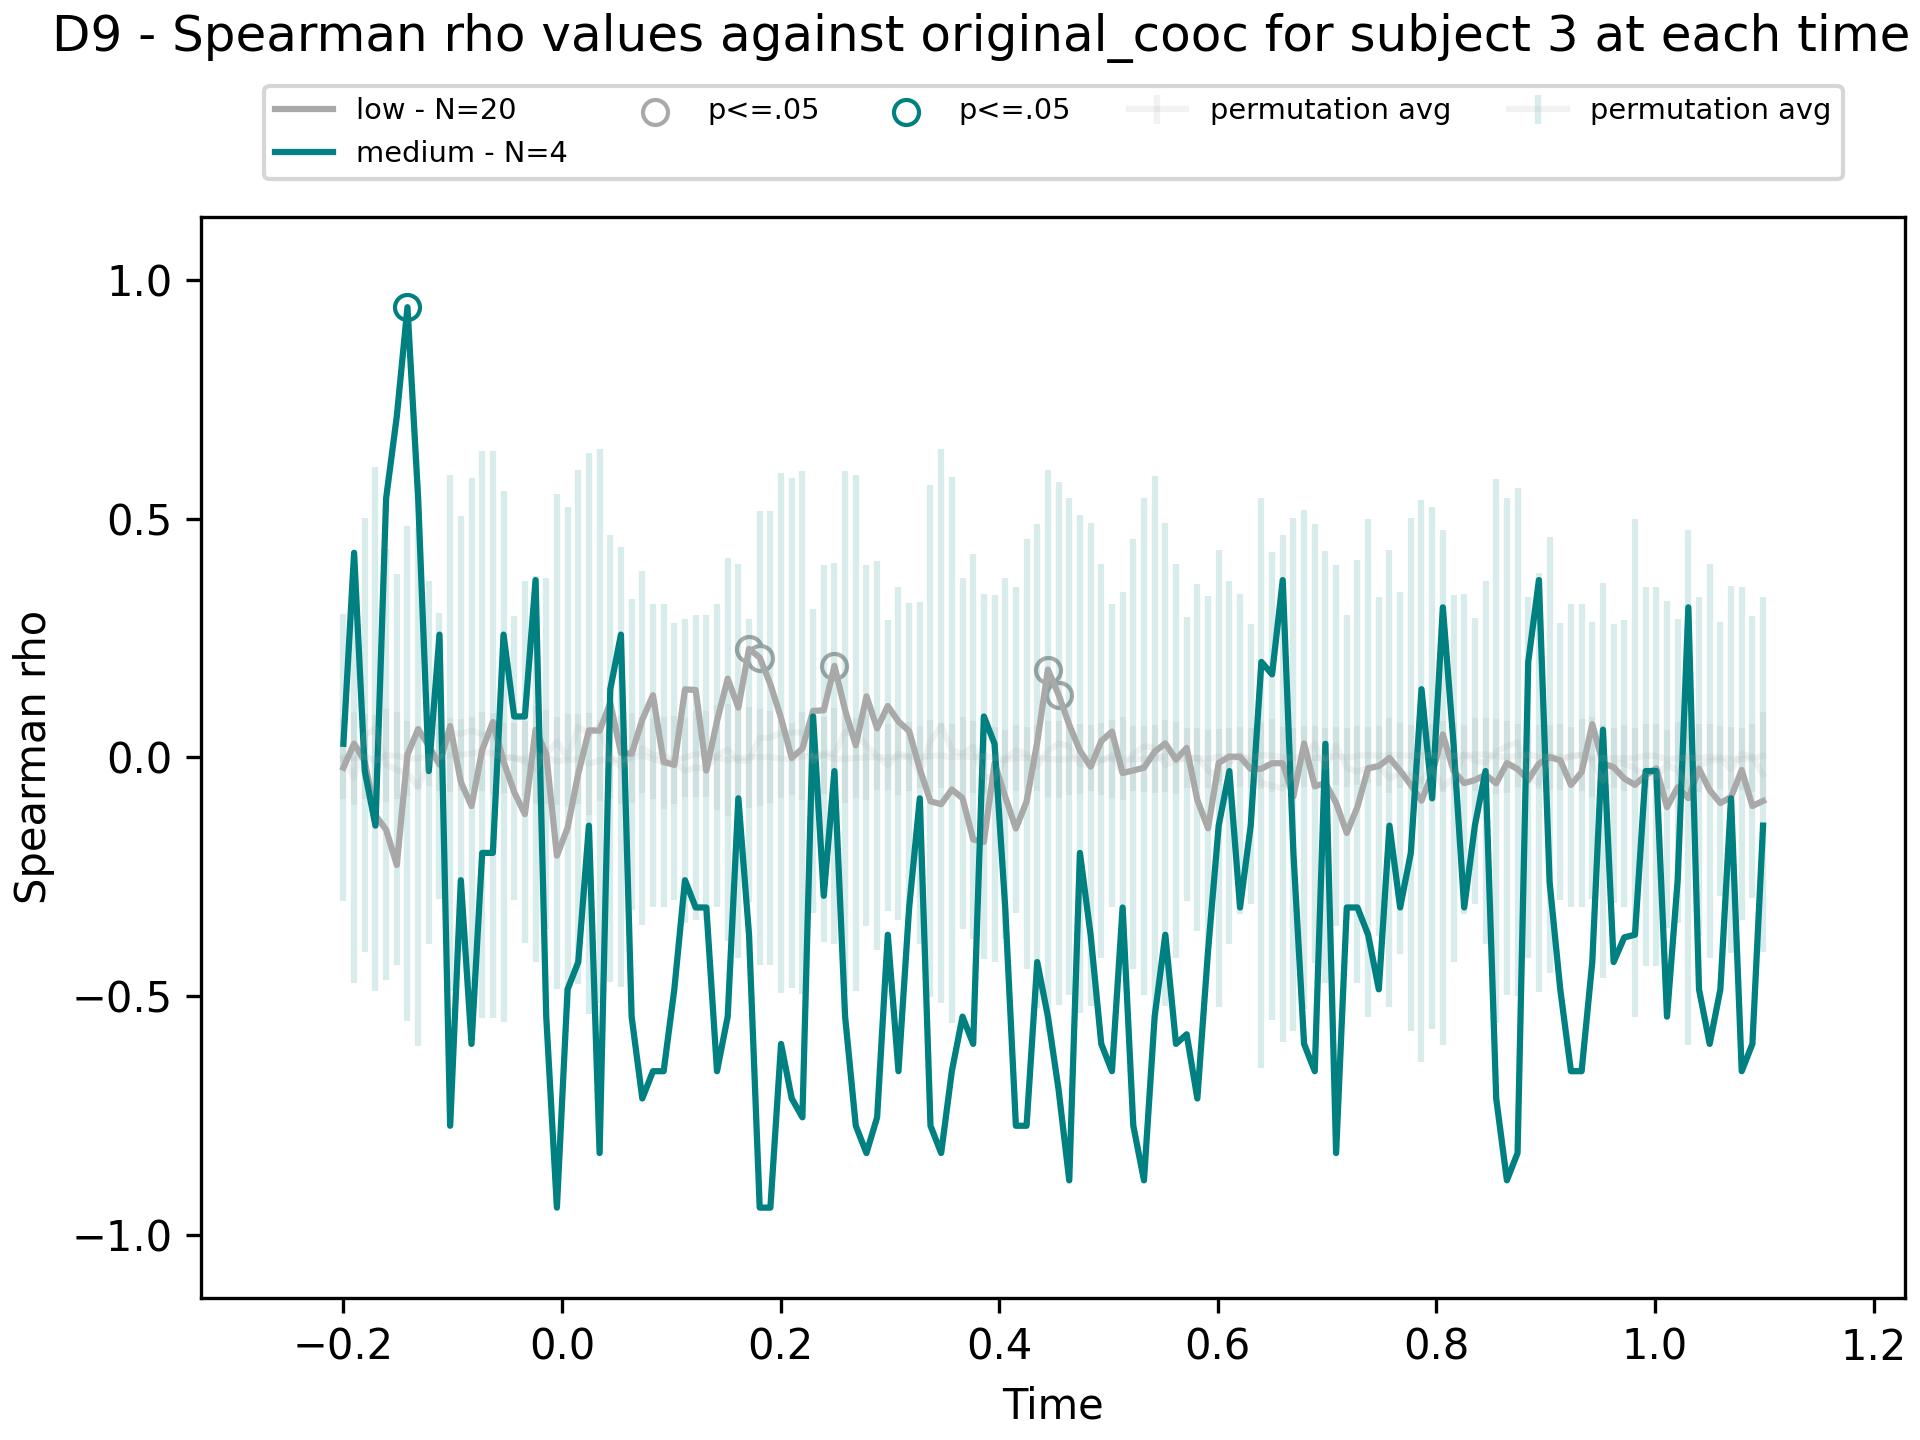 D9 - Spearman rho values against original_cooc for subject 3 at each time
low - N=20 p<=.05 p<=.05 permutation avg permutation avg
medium - N=4
1.0
0.5
0.0
−0.5
−1.0
Spearman rho
−0.2 0.0 0.2 0.4 0.6 0.8 1.0 1.2
Time